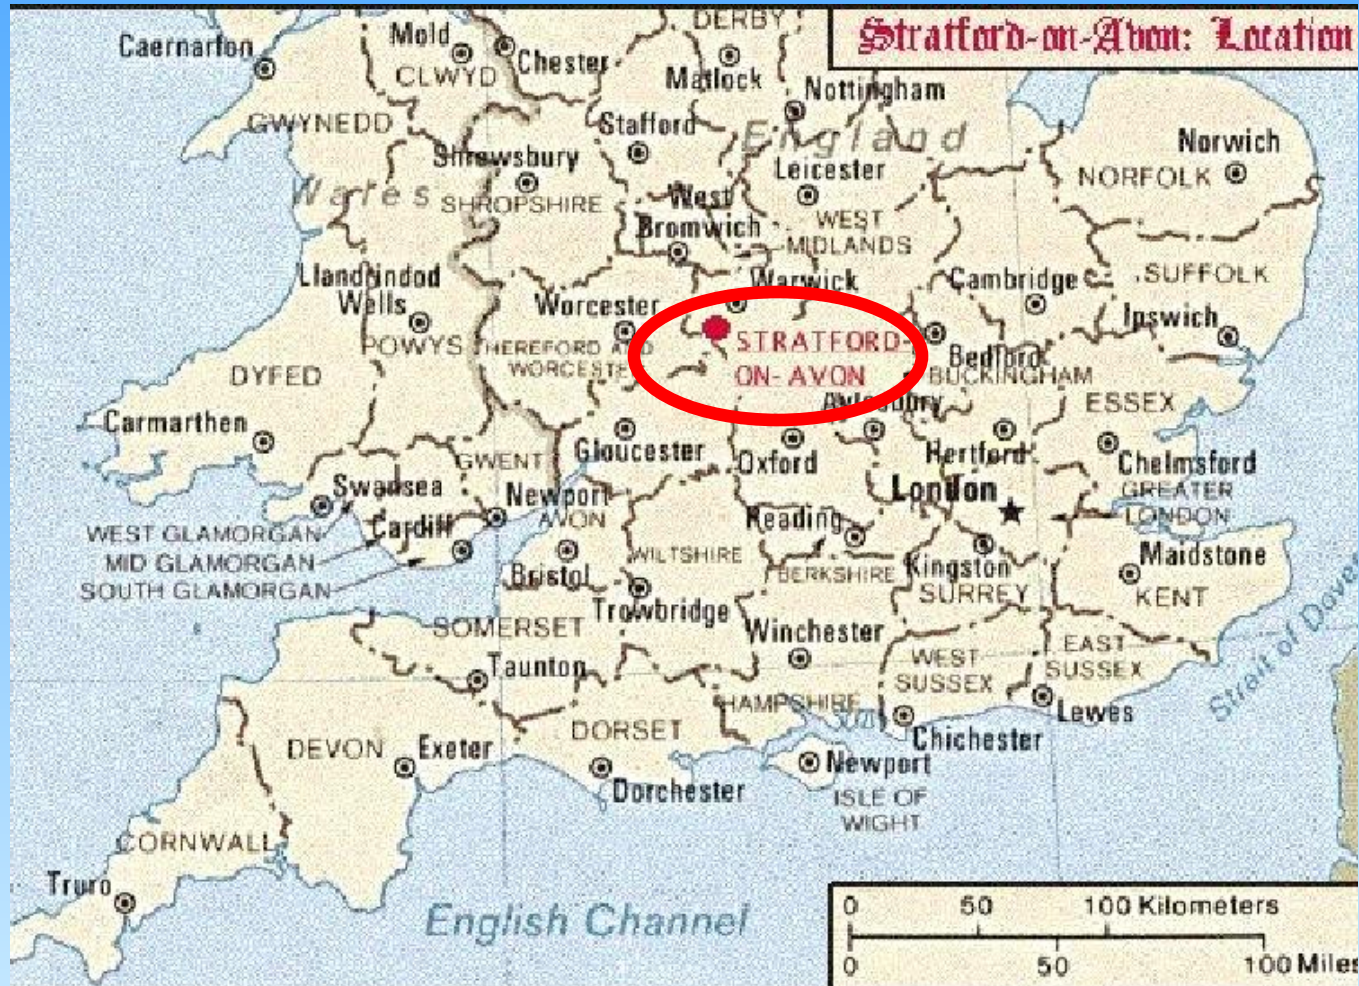 Stratford-on-Avon: Location
DERBY
Caernarfon
Mold
Chester
CLWYD
Matlock
Nottingham
GWYNEDD
Stafford
England
Norwich
Shrewsbury
Leicester
NORFOLK
Wales
SHROPSHIRE
West
Bromwich
WEST
MIDLANDS
Llandrindod
Wells
Warwick
Cambridge
SUFFOLK
Worcester
Ipswich
POWYS
HEREFORD AND
WORCESTE
STRATFORD-
ON-AVON
Bedford
BUCKINGHAM
DYFED
Aylesbury
ESSEX
Carmarthen
Gloucester
Oxford
Hertford
Chelmsford
GWENT
Swansea
Newport
London
GREATER
LONDON
AVON
Cardiff
Reading
WEST GLAMORGAN
MID GLAMORGAN
SOUTH GLAMORGAN
WILTSHIRE
Bristol
BERKSHIRE
Kingston
SURREY
Maidstone
KENT
Trowbridge
SOMERSET
Winchester
Strait of Dover
Taunton
WEST
SUSSEX
EAST
SUSSEX
HAMPSHIRE
Lewes
DORSET
DEVON
Exeter
Chichester
Newport
Dorchester
ISLE OF
WIGHT
CORNWALL
Truro
English Channel
0 50 100 Kilometers
0 50 100 Miles